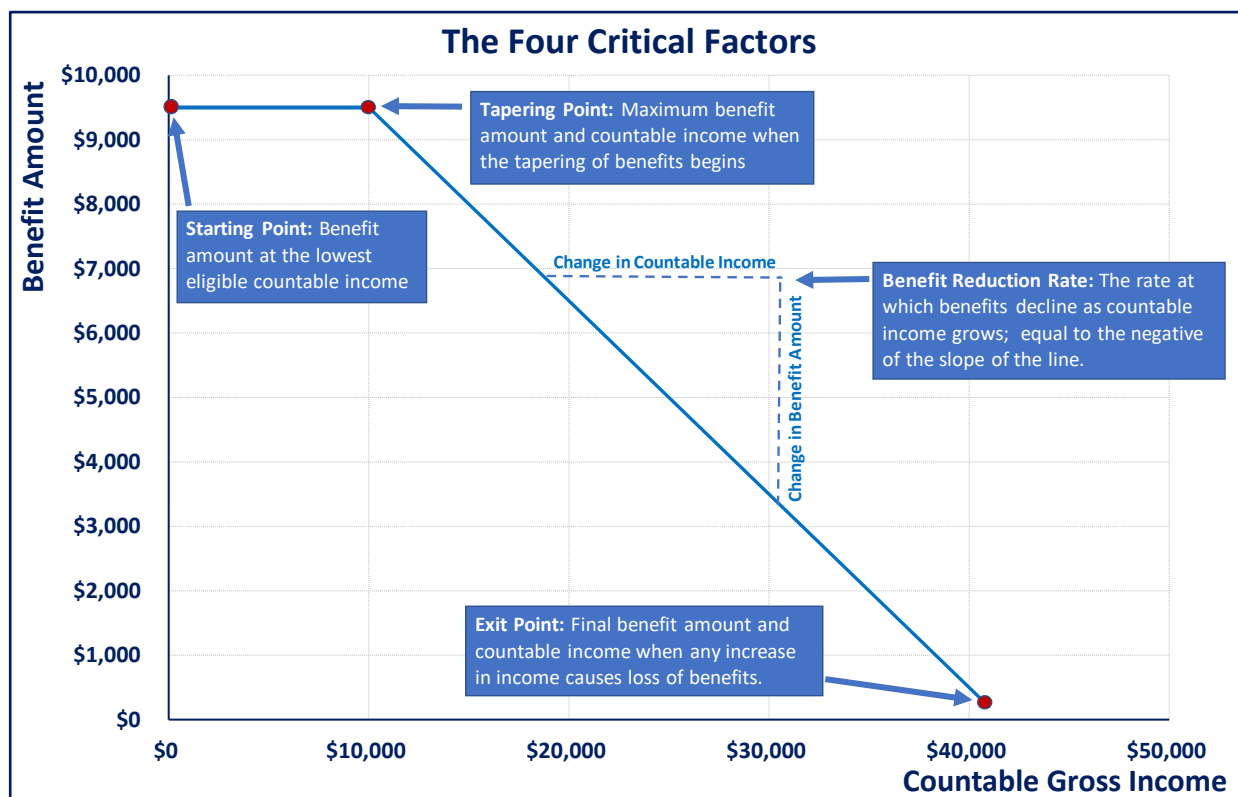 The Four Critical Factors
Benefit Amount
$10,000
$9,000
$8,000
$7,000
$6,000
$5,000
$4,000
$3,000
$2,000
$1,000
$0
Tapering Point: Maximum benefit
amount and countable income when
the tapering of benefits begins
Starting Point: Benefit
amount at the lowest
eligible countable income
Change in Countable Income
Change in Benefit Amount
Benefit Reduction Rate: The rate at
which benefits decline as countable
income grows; equal to the negative
of the slope of the line.
Exit Point: Final benefit amount and
countable income when any increase
in income causes loss of benefits.
$0
$10,000
$20,000
$30,000
$40,000
$50,000
Countable Gross Income